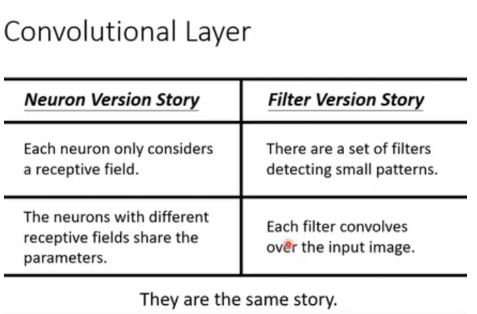 Convolutional Layer
Neuron Version Story
Filter Version Story
Each neuron only considers
a receptive field.
There are a set of filters
detecting small patterns.
The neurons with different
receptive fields share the
parameters.
Each filter convolves
over the input image.
They are the same story.